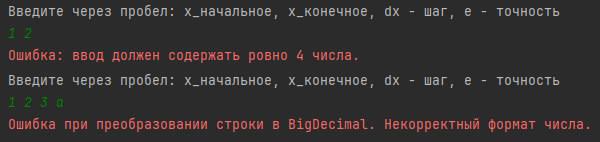 Введите через пробел: x_начальное, x_конечное, dx - шаг, e - точность
1 2
Ошибка: ввод должен содержать ровно 4 числа.
Введите через пробел: x_начальное, x_конечное, dx - шаг, e - точность
1 2 3 a
Ошибка при преобразовании строки в BigDecimal. Некорректный формат числа.